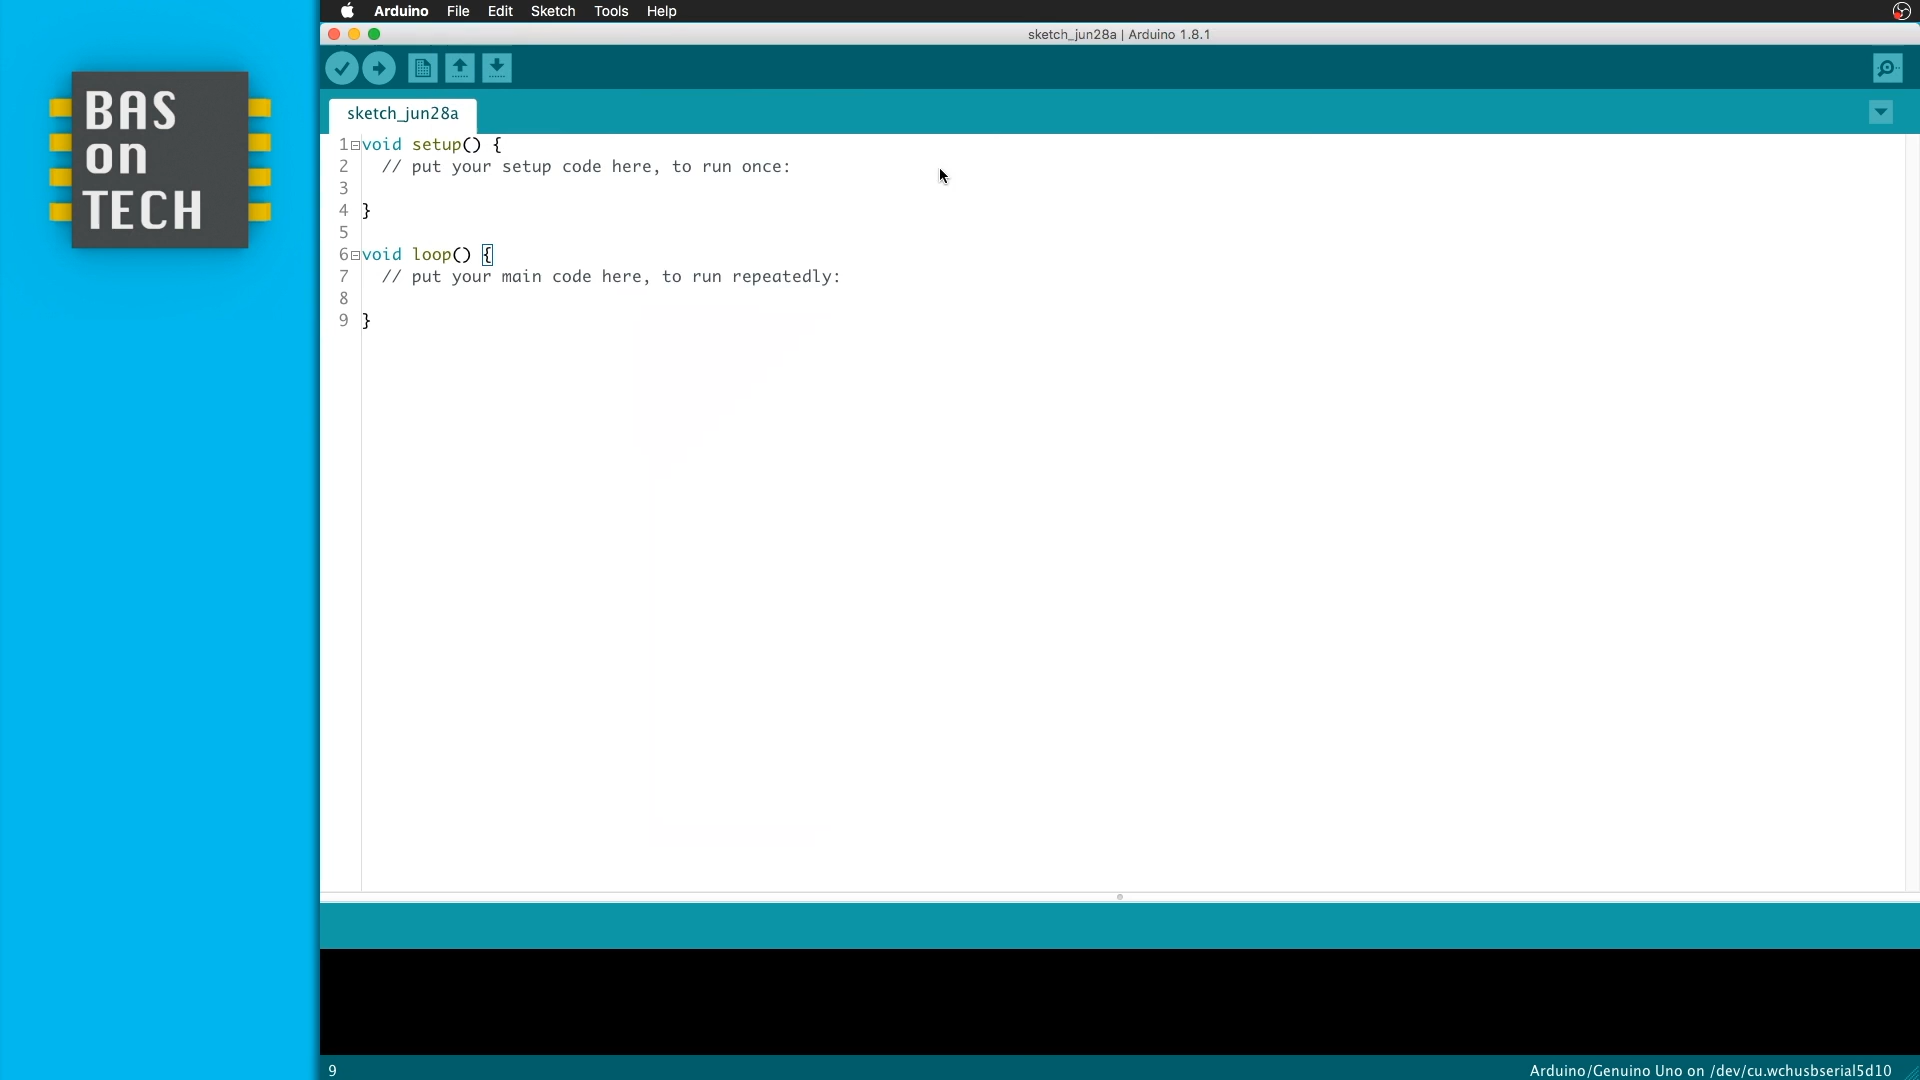 Arduino File Edit Sketch Tools Help
sketch_jun28a | Arduino 1.8.1
BAS
on
TECH
sketch_jun28a
1 void setup() {
2   // put your setup code here, to run once:
3
4 }
5
6 void loop() {
7   // put your main code here, to run repeatedly:
8
9 }
9
Arduino/Genuino Uno on /dev/cu.wchusbserial5d10